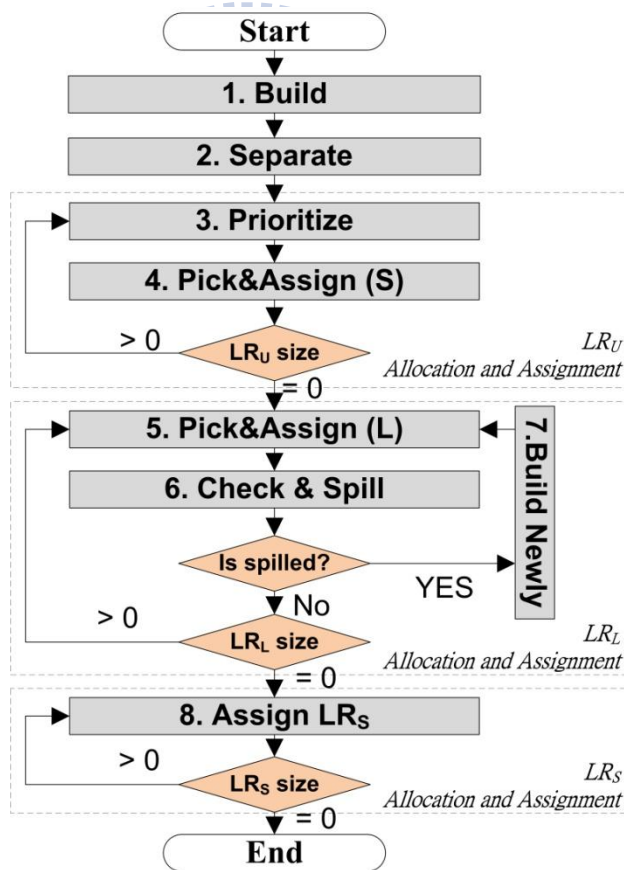 Start
1. Build
2. Separate
3. Prioritize
4. Pick&Assign (S)
> 0
LRU size
LRU
Allocation and Assignment
= 0
5. Pick&Assign (L)
7.Build Newly
6. Check & Spill
Is spilled?
YES
No
> 0
LRL size
LRL
Allocation and Assignment
= 0
8. Assign LRS
> 0
LRS size
LRS
Allocation and Assignment
= 0
End